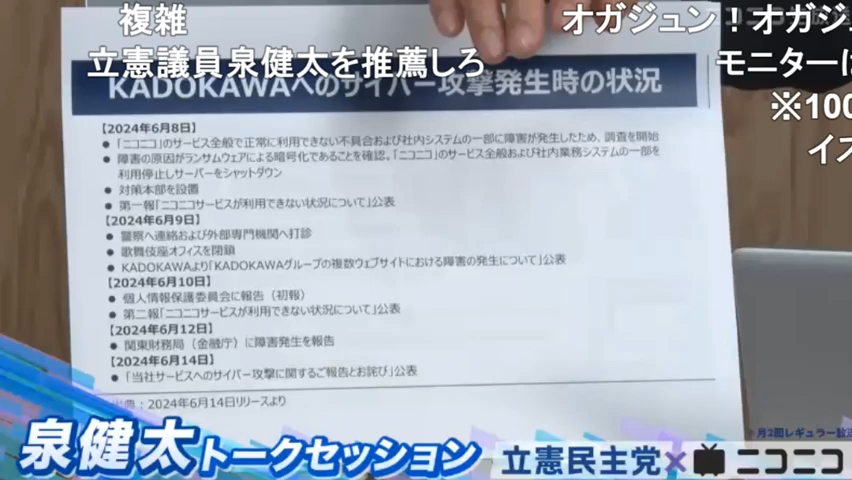 複雑
オガジュン！オガジュ
立憲議員泉健太を推薦しろ
モニターは
KADOKAWAへのサイバー攻撃発生時の状況
※100
イス
【2024年6月8日】
● 「ニコニコ」のサービス全般で正常に利用できない不具合および社内システムの一部に障害が発生したため、調査を開始
● 障害の原因がランサムウェアによる暗号化であることを確認。「ニコニコ」のサービス全般および社内業務システムの一部を
利用停止しサーバーをシャットダウン
● 対策本部を設置
● 第一報「ニコニコサービスが利用できない状況について」公表
【2024年6月9日】
● 警察へ連絡および外部専門機関へ打診
● 歌舞伎座オフィスを閉鎖
● KADOKAWAより「KADOKAWAグループの複数ウェブサイトにおける障害の発生について」公表
【2024年6月10日】
● 個人情報保護委員会に報告（初報）
● 第二報「ニコニコサービスが利用できない状況について」公表
【2024年6月12日】
● 関東財務局（金融庁）に障害発生を報告
【2024年6月14日】
● 「当社サービスへのサイバー攻撃に関するご報告とお詫び」公表
出典：2024年6月14日リリースより
月2回レギュラー放送
泉健太トークセッション
立憲民主党×ニコニコ